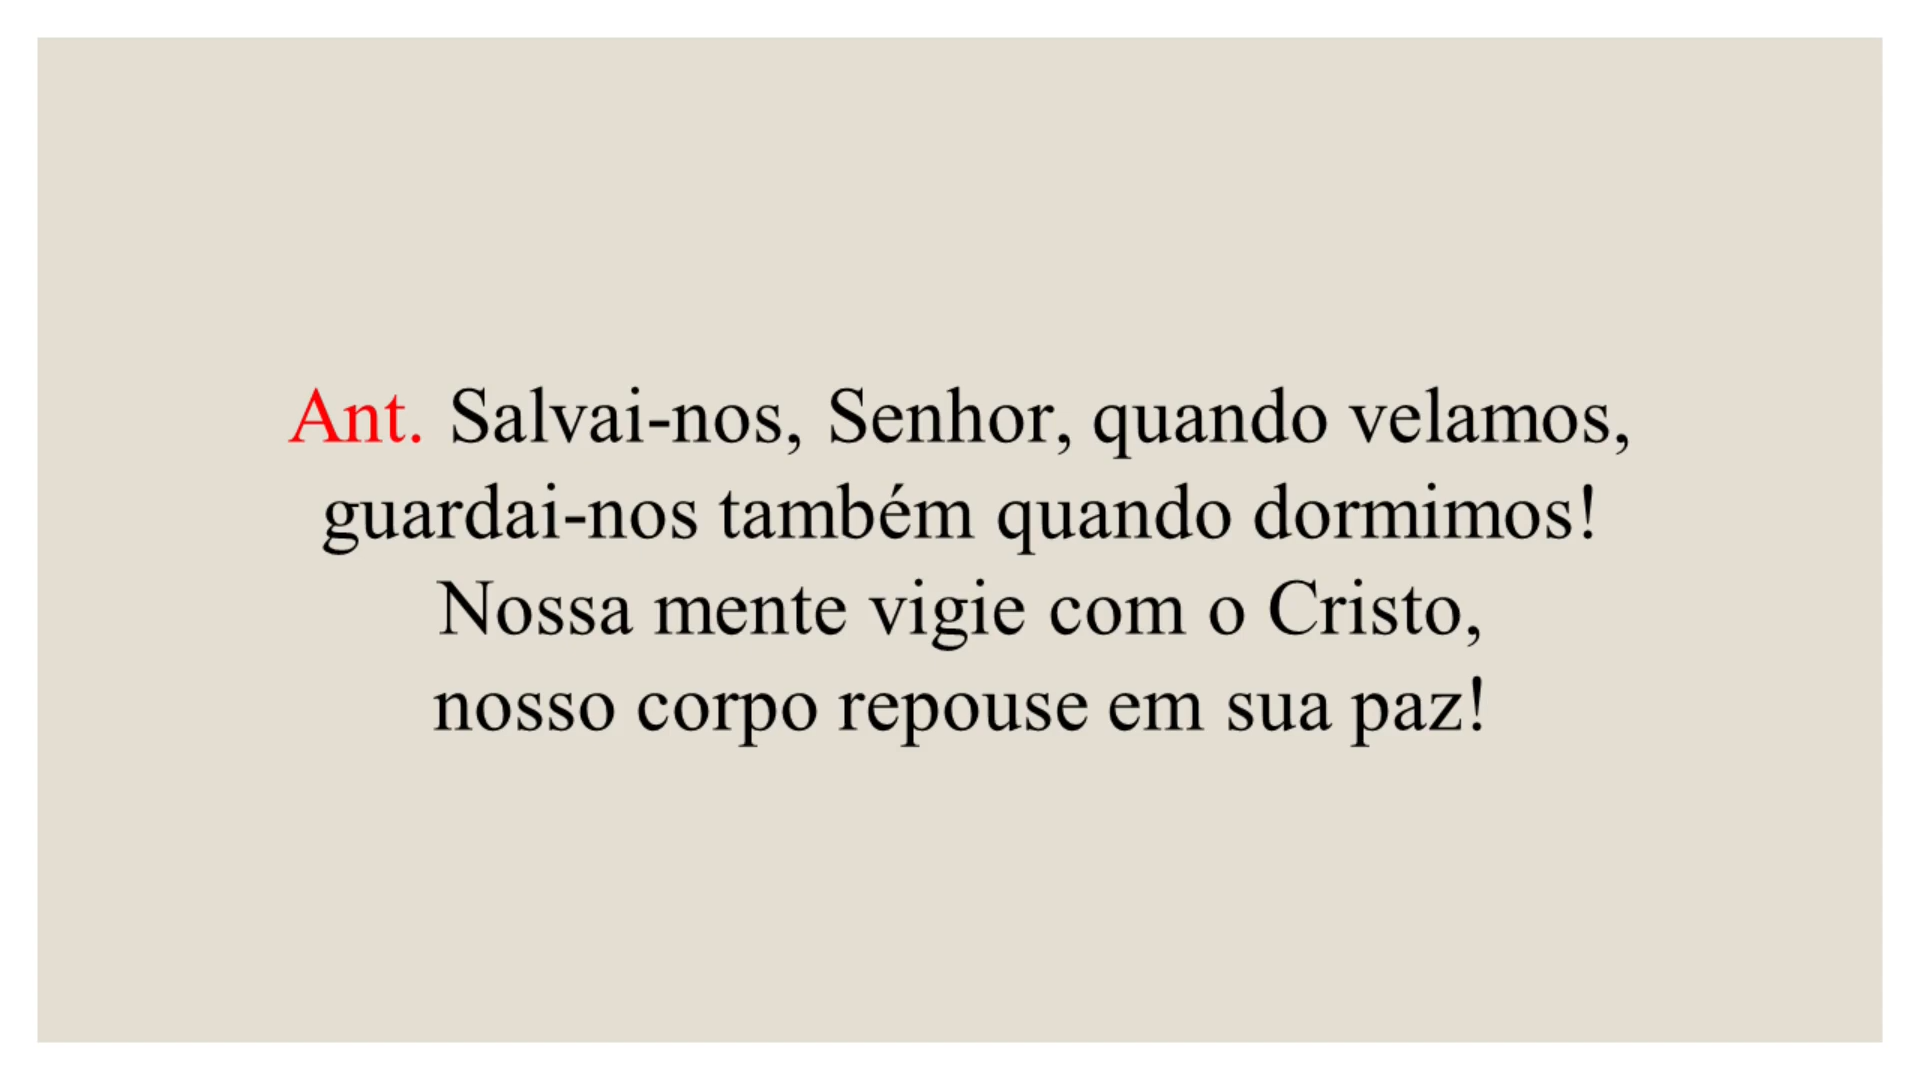 Ant. Salvai-nos, Senhor, quando velamos,
guardai-nos também quando dormimos!
Nossa mente vigie com o Cristo,
nosso corpo repouse em sua paz!